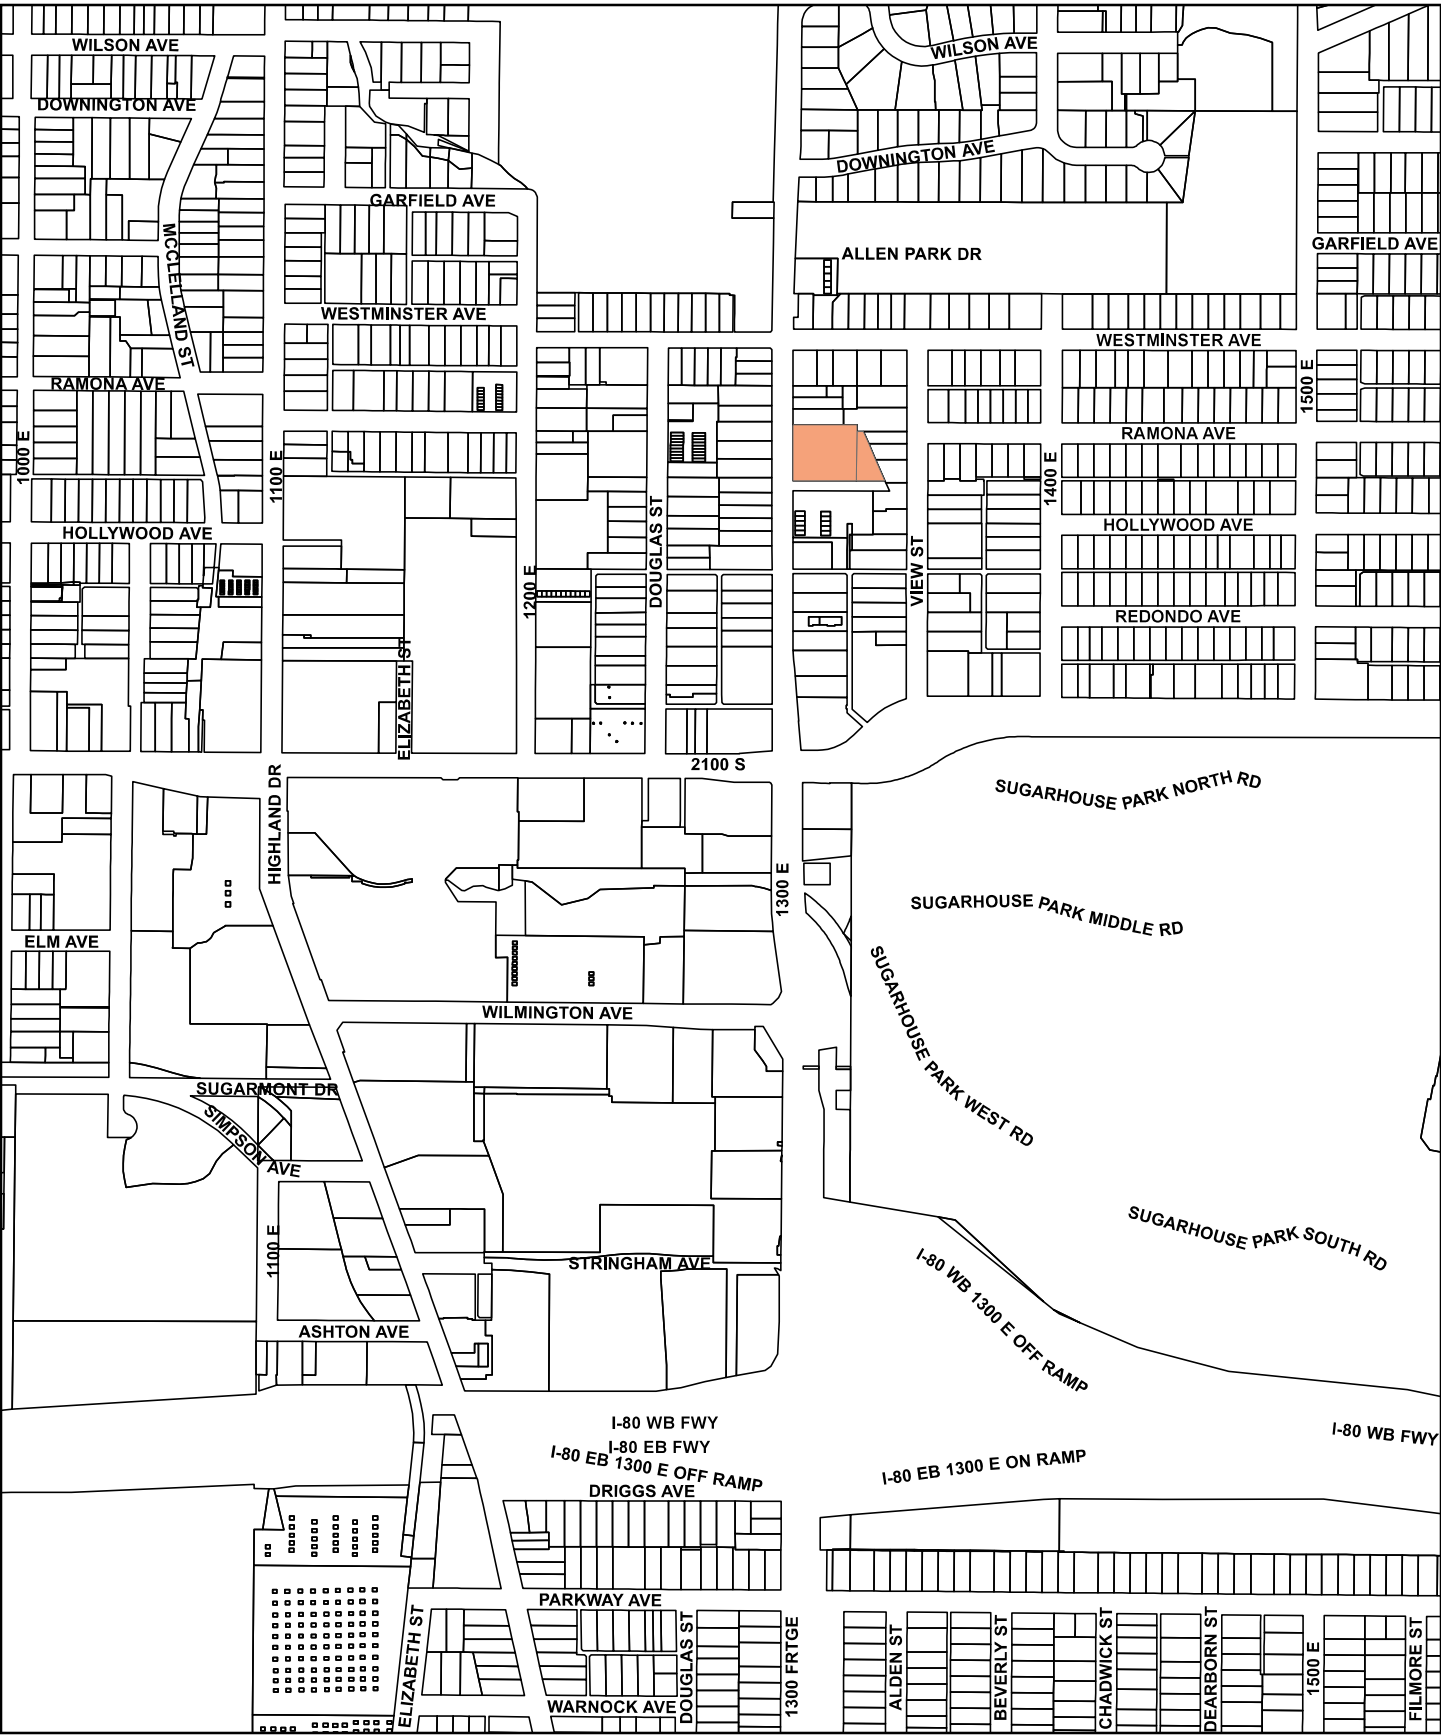 WILSON AVE
WILSON AVE
DOWNINGTON AVE
DOWNINGTON AVE
GARFIELD AVE
MCCLELLAND ST
ALLEN PARK DR
GARFIELD AVE
WESTMINSTER AVE
WESTMINSTER AVE
RAMONA AVE
1500 E
RAMONA AVE
1000 E
1100 E
1400 E
HOLLYWOOD AVE
DOUGLAS ST
HOLLYWOOD AVE
VIEW ST
1200 E
REDONDO AVE
ELIZABETH ST
2100 S
HIGHLAND DR
SUGARHOUSE PARK NORTH RD
1300 E
SUGARHOUSE PARK MIDDLE RD
ELM AVE
SUGARHOUSE PARK WEST RD
WILMINGTON AVE
SUGARMONT DR
SIMPSON AVE
1100 E
SUGARHOUSE PARK SOUTH RD
STRINGHAM AVE
I-80 WB 1300 E OFF RAMP
ASHTON AVE
I-80 WB FWY
I-80 WB FWY
I-80 EB FWY
I-80 EB 1300 E OFF RAMP
I-80 EB 1300 E ON RAMP
DRIGGS AVE
PARKWAY AVE
ELIZABETH ST
DOUGLAS ST
1300 FRTGE
ALDEN ST
BEVERLY ST
CHADWICK ST
DEARBORN ST
1500 E
FILMORE ST
WARNOCK AVE